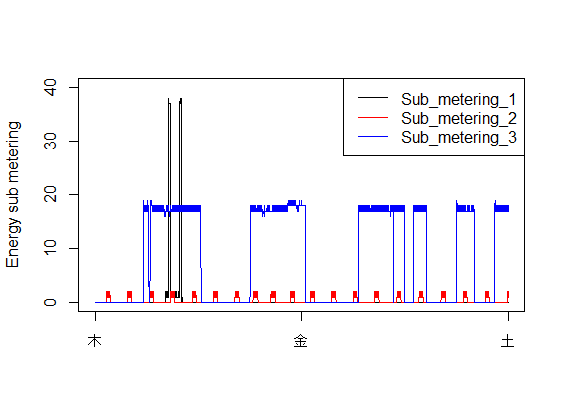 Energy sub metering
40
30
20
10
0
Sub_metering_1
Sub_metering_2
Sub_metering_3
木 金 土